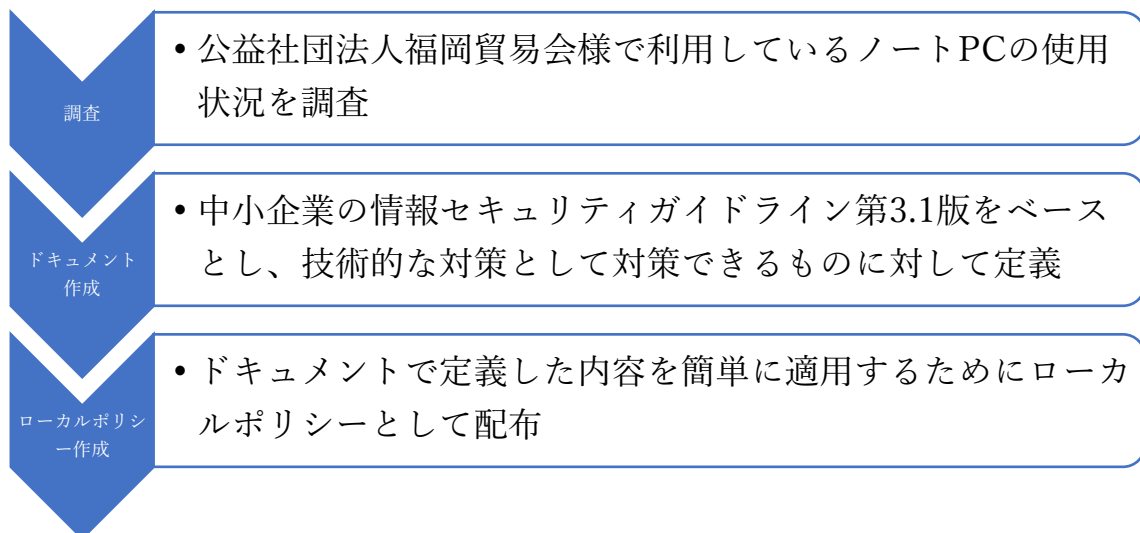 調査
• 公益社団法人福岡貿易会様で利用しているノートPCの使用
状況を調査
ドキュメント
作成
• 中小企業の情報セキュリティガイドライン第3.1版をベース
とし、技術的な対策として対策できるものに対して定義
ローカルポリシ
ー作成
• ドキュメントで定義した内容を簡単に適用するためにローカ
ルポリシーとして配布